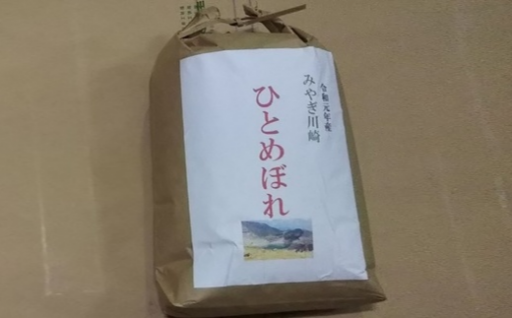 令和元年産
みやぎ川崎
ひとめぼれ